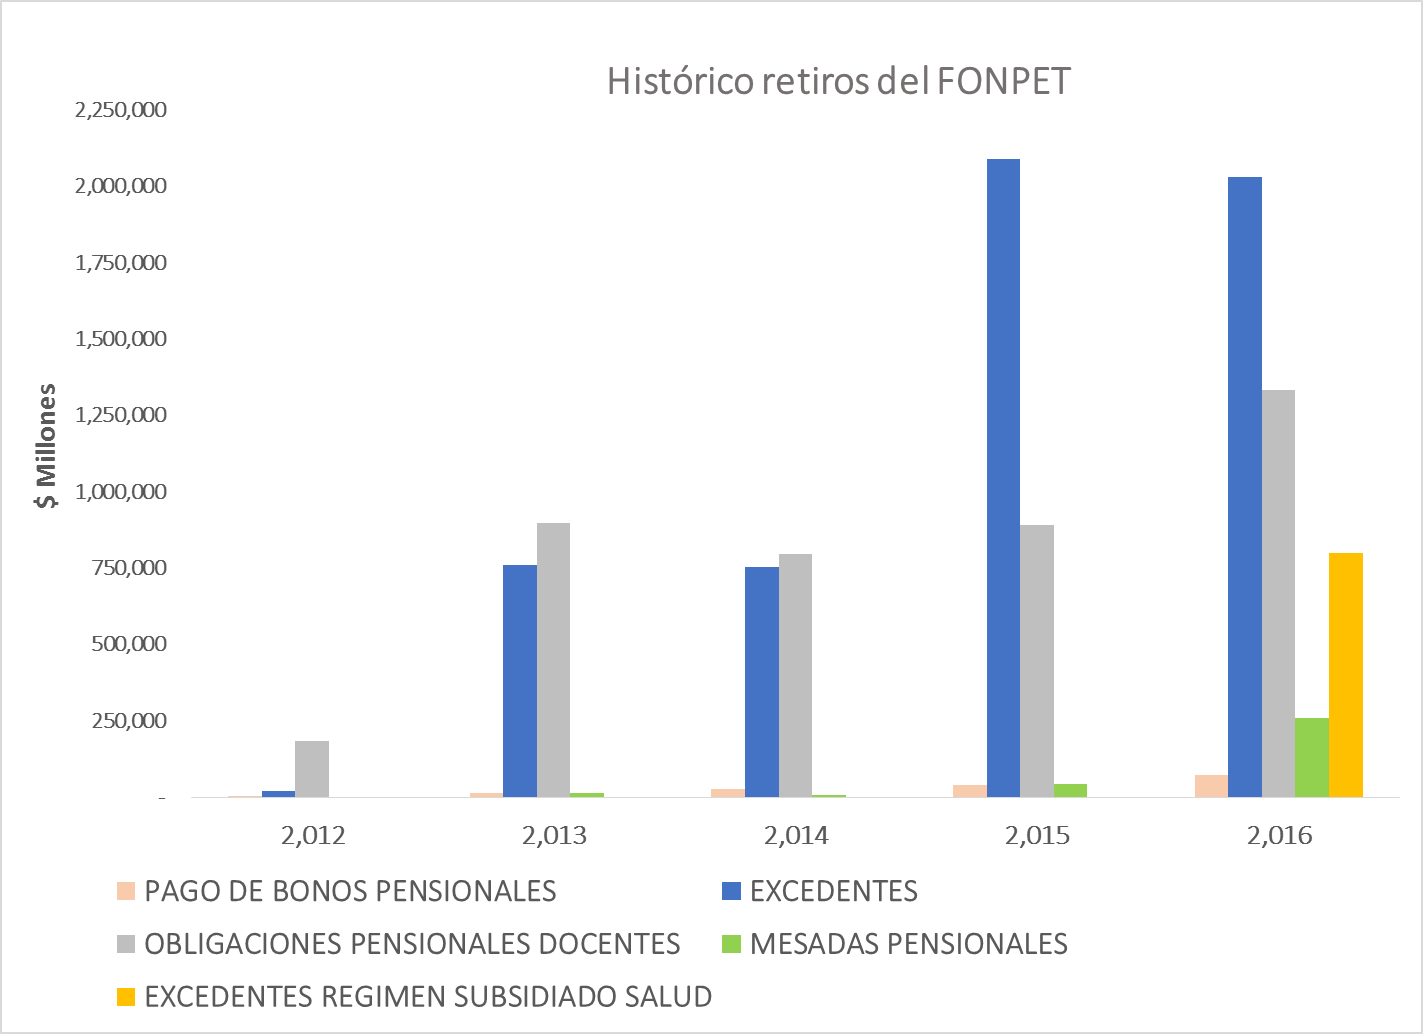 Histórico retiros del FONPET
$ Millones
2,250,000
2,000,000
1,750,000
1,500,000
1,250,000
1,000,000
750,000
500,000
250,000
-
2,012 2,013 2,014 2,015 2,016
PAGO DE BONOS PENSIONALES EXCEDENTES
OBLIGACIONES PENSIONALES DOCENTES MESADAS PENSIONALES
EXCEDENTES REGIMEN SUBSIDIADO SALUD